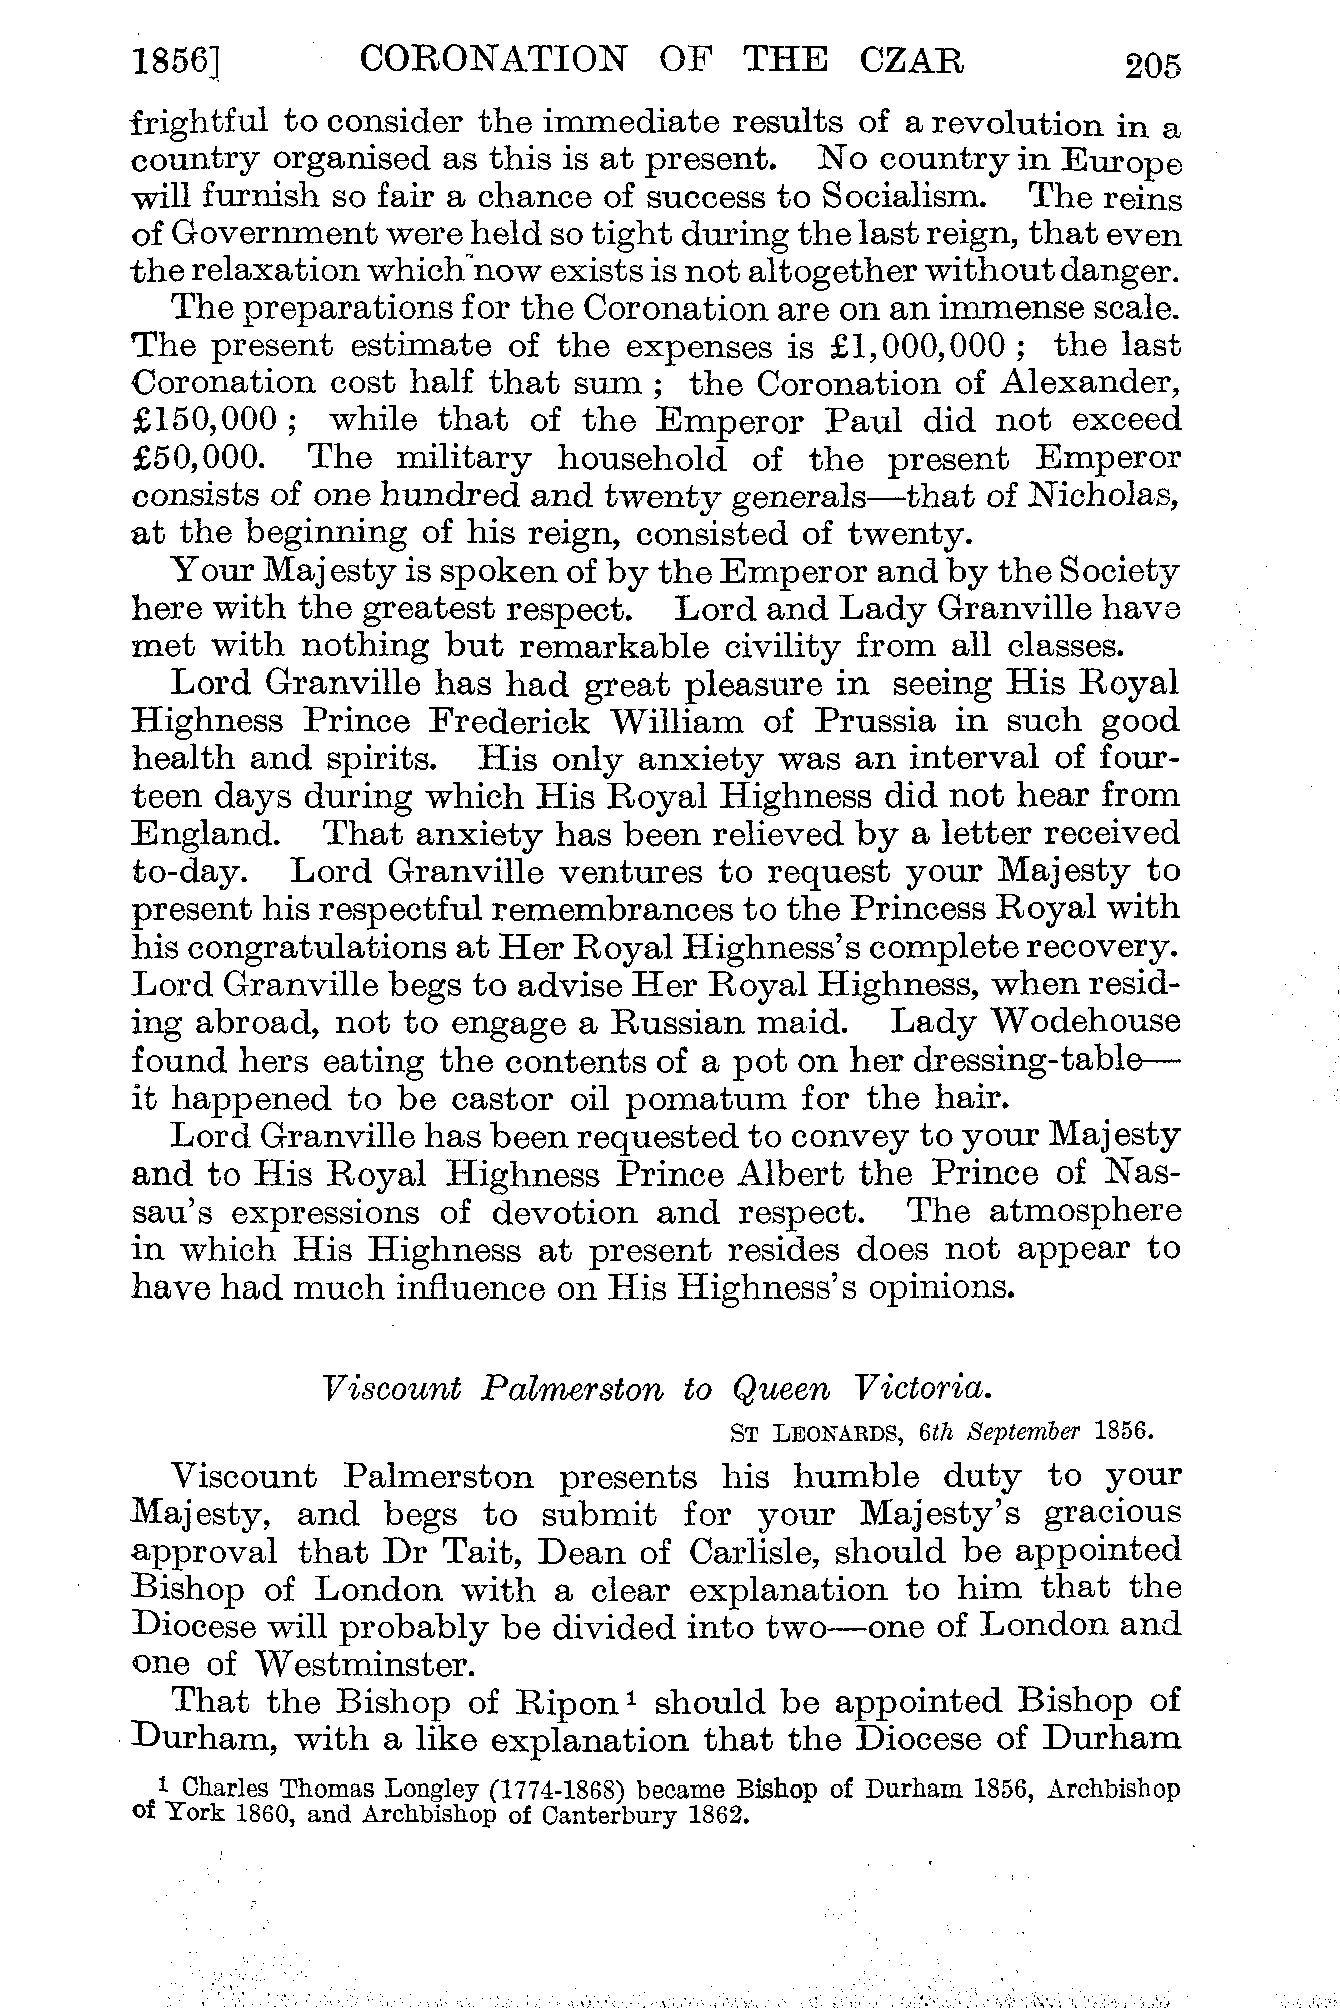 1856] CORONATION OF THE CZAR 205
frightful to consider the immediate results of a revolution in a
country organised as this is at present. No country in Europe
will furnish so fair a chance of success to Socialism. The reins
of Government were held so tight during the last reign, that even
the relaxation which now exists is not altogether without danger.
The preparations for the Coronation are on an immense scale.
The present estimate of the expenses is £1,000,000 ; the last
Coronation cost half that sum ; the Coronation of Alexander,
£150,000 ; while that of the Emperor Paul did not exceed
£50,000. The military household of the present Emperor
consists of one hundred and twenty generals—that of Nicholas,
at the beginning of his reign, consisted of twenty.
Your Majesty is spoken of by the Emperor and by the Society
here with the greatest respect. Lord and Lady Granville have
met with nothing but remarkable civility from all classes.
Lord Granville has had great pleasure in seeing His Royal
Highness Prince Frederick William of Prussia in such good
health and spirits. His only anxiety was an interval of four-
teen days during which His Royal Highness did not hear from
England. That anxiety has been relieved by a letter received
to-day. Lord Granville ventures to request your Majesty to
present his respectful remembrances to the Princess Royal with
his congratulations at Her Royal Highness's complete recovery.
Lord Granville begs to advise Her Royal Highness, when resid-
ing abroad, not to engage a Russian maid. Lady Wodehouse
found hers eating the contents of a pot on her dressing-table—
it happened to be castor oil pomatum for the hair.
Lord Granville has been requested to convey to your Majesty
and to His Royal Highness Prince Albert the Prince of Nas-
sau's expressions of devotion and respect. The atmosphere
in which His Highness at present resides does not appear to
have had much influence on His Highness's opinions.
Viscount Palmerston to Queen Victoria.
ST LEONARDS, 6th September 1856.
Viscount Palmerston presents his humble duty to your
Majesty, and begs to submit for your Majesty's gracious
approval that Dr Tait, Dean of Carlisle, should be appointed
Bishop of London with a clear explanation to him that the
Diocese will probably be divided into two—one of London and
one of Westminster.
That the Bishop of Ripon¹ should be appointed Bishop of
Durham, with a like explanation that the Diocese of Durham
¹ Charles Thomas Longley (1774-1868) became Bishop of Durham 1856, Archbishop
of York 1860, and Archbishop of Canterbury 1862.